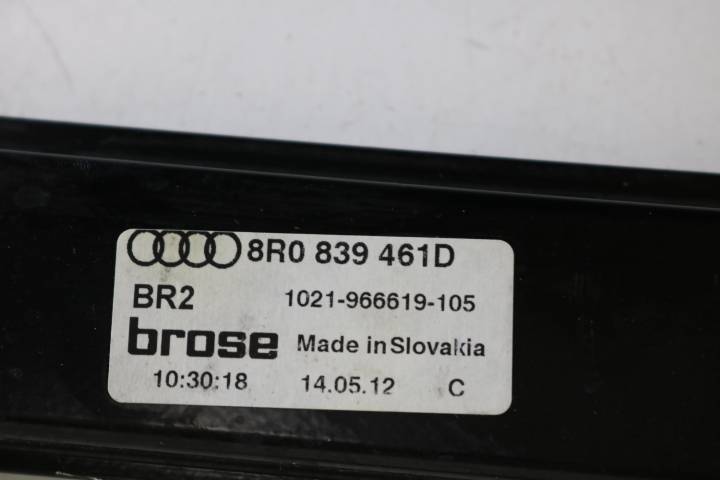 8R0 839 461D
BR2 1021-966619-105
brose Made in Slovakia
10:30:18 14.05.12 C